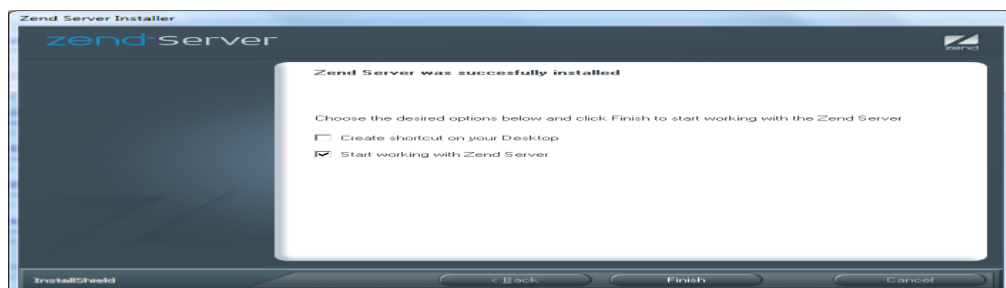 Zend Server Installer
zend-server
zend
Zend Server was succesfully installed
Choose the desired options below and click Finish to start working with the Zend Server
Create shortcut on your Desktop
Start working with Zend Server
InstallShield
< Back
Finish
Cancel